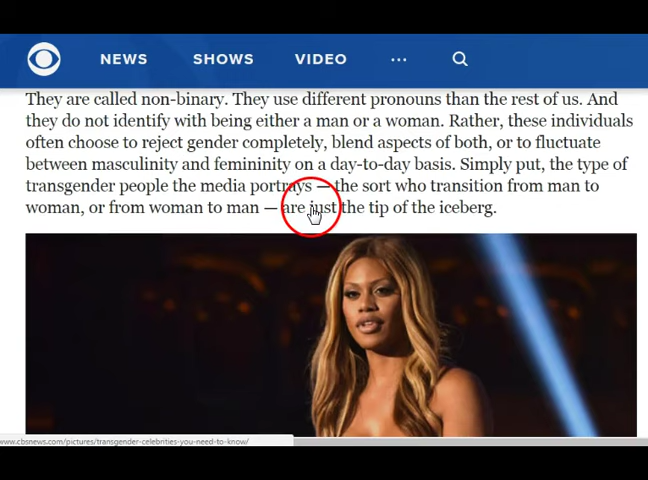 NEWS SHOWS VIDEO ...
They are called non-binary. They use different pronouns than the rest of us. And
they do not identify with being either a man or a woman. Rather, these individuals
often choose to reject gender completely, blend aspects of both, or to fluctuate
between masculinity and femininity on a day-to-day basis. Simply put, the type of
transgender people the media portrays — the sort who transition from man to
woman, or from woman to man — are just the tip of the iceberg.
www.cbsnews.com/pictures/transgender-celebrities-you-need-to-know/